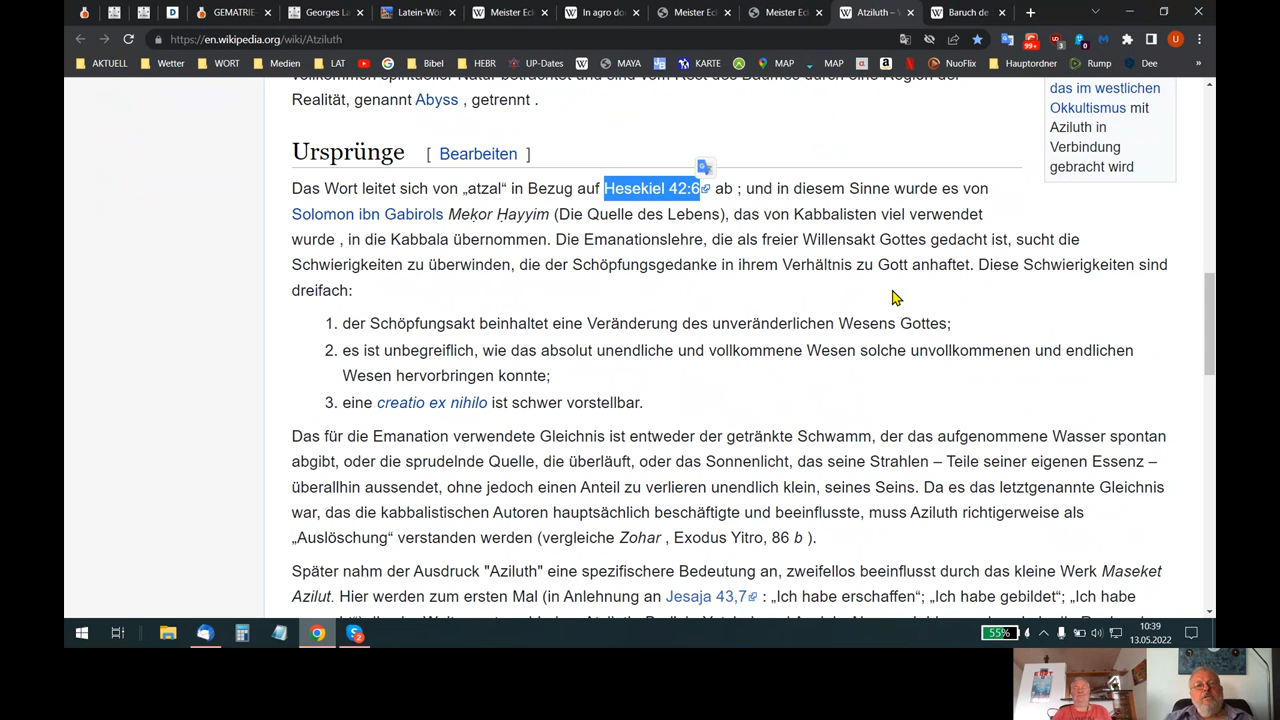 GEMATRIE-
Georges La
Latein-Wör
Meister Eck
In agro do
Meister Eck
Meister Eck
Atziluth – V
Baruch de
https://en.wikipedia.org/wiki/Atziluth
AKTUELL Wetter WORT Medien LAT Bibel HEBR UP-Dates MAYA KARTE MAP MAP NuoFlix Hauptordner Rump Dee »
99+ 3 0 U
Realität, genannt Abyss , getrennt .
das im westlichen
Okkultismus mit
Aziluth in
Verbindung
gebracht wird
Ursprünge [ Bearbeiten ]
Das Wort leitet sich von „atzal“ in Bezug auf Hesekiel 42:6 ab ; und in diesem Sinne wurde es von
Solomon ibn Gabirols Meḳor Ḥayyim (Die Quelle des Lebens), das von Kabbalisten viel verwendet
wurde , in die Kabbala übernommen. Die Emanationslehre, die als freier Willensakt Gottes gedacht ist, sucht die
Schwierigkeiten zu überwinden, die der Schöpfungsgedanke in ihrem Verhältnis zu Gott anhaftet. Diese Schwierigkeiten sind
dreifach:
1. der Schöpfungsakt beinhaltet eine Veränderung des unveränderlichen Wesens Gottes;
2. es ist unbegreiflich, wie das absolut unendliche und vollkommene Wesen solche unvollkommenen und endlichen
Wesen hervorbringen konnte;
3. eine creatio ex nihilo ist schwer vorstellbar.
Das für die Emanation verwendete Gleichnis ist entweder der getränkte Schwamm, der das aufgenommene Wasser spontan
abgibt, oder die sprudelnde Quelle, die überläuft, oder das Sonnenlicht, das seine Strahlen – Teile seiner eigenen Essenz –
überallhin aussendet, ohne jedoch einen Anteil zu verlieren unendlich klein, seines Seins. Da es das letztgenannte Gleichnis
war, das die kabbalistischen Autoren hauptsächlich beschäftigte und beeinflusste, muss Aziluth richtigerweise als
„Auslöschung“ verstanden werden (vergleiche Zohar , Exodus Yitro, 86 b ).
Später nahm der Ausdruck "Aziluth" eine spezifischere Bedeutung an, zweifellos beeinflusst durch das kleine Werk Maseket
Azilut. Hier werden zum ersten Mal (in Anlehnung an Jesaja 43,7 : „Ich habe erschaffen“; „Ich habe gebildet“; „Ich habe
55%
10:39
13.05.2022